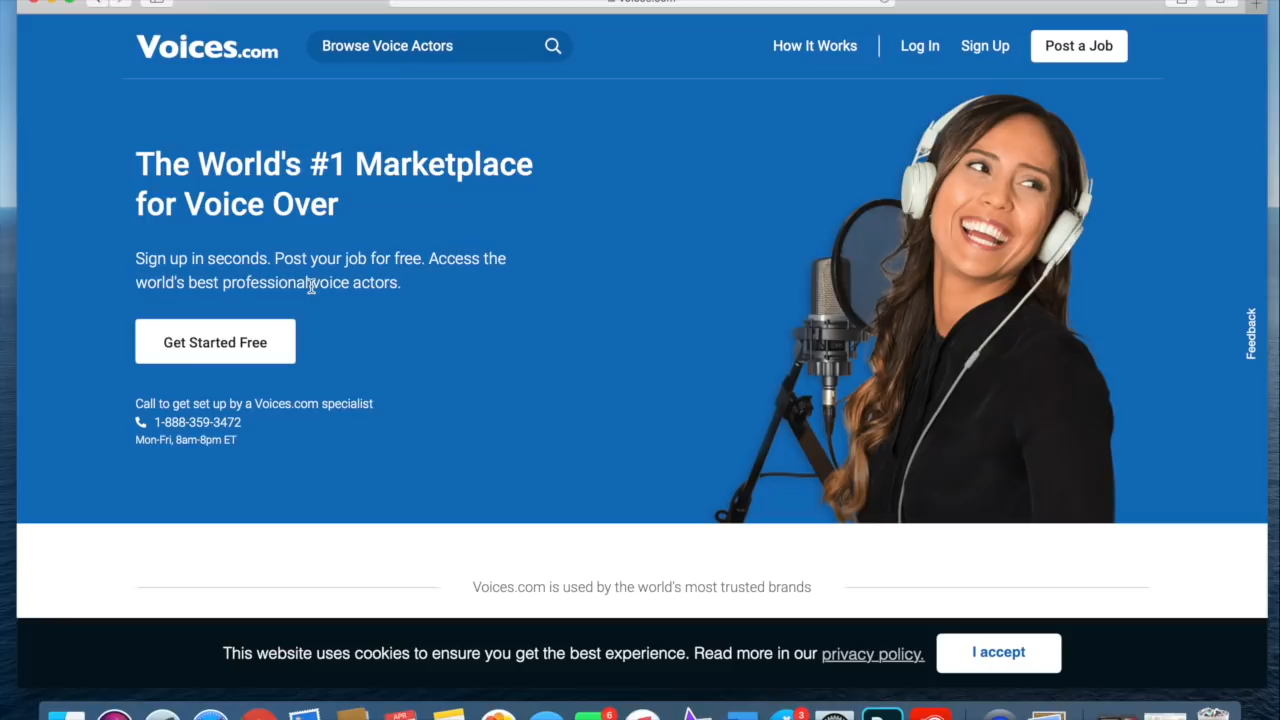 Voices.com
Browse Voice Actors
How It Works
Log In
Sign Up
Post a Job
The World's #1 Marketplace
for Voice Over
Sign up in seconds. Post your job for free. Access the
world's best professional voice actors.
Get Started Free
Call to get set up by a Voices.com specialist
1-888-359-3472
Mon-Fri, 8am-8pm ET
Feedback
Voices.com is used by the world's most trusted brands
This website uses cookies to ensure you get the best experience. Read more in our privacy policy.
I accept
APR
6
3